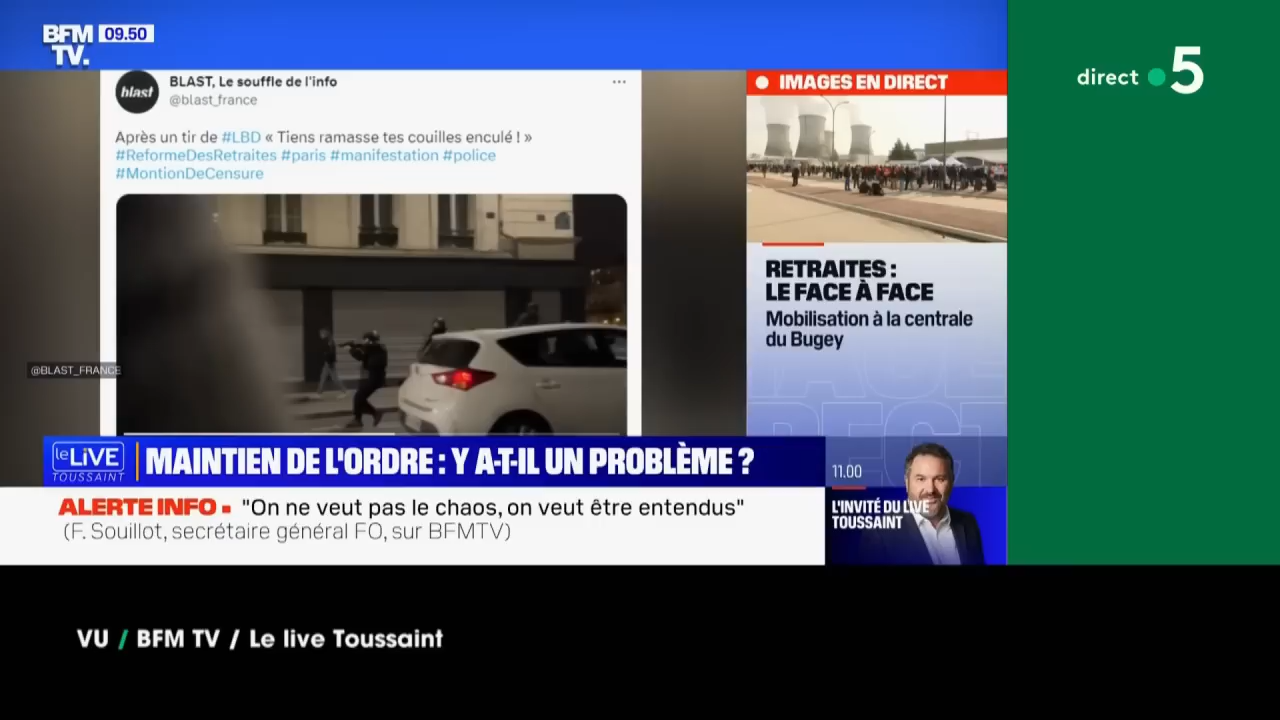 BFM
TV.
09.50
direct 5
blast
BLAST, Le souffle de l'info
@blast_france
Après un tir de #LBD « Tiens ramasse tes couilles enculé ! »
#ReformeDesRetraites #paris #manifestation #police
#MontionDeCensure
@BLAST_FRANCE
IMAGES EN DIRECT
RETRAITES :
LE FACE À FACE
Mobilisation à la centrale
du Bugey
le LIVE
TOUSSAINT
MAINTIEN DE L'ORDRE : Y A-T-IL UN PROBLÈME ?
ALERTE INFO "On ne veut pas le chaos, on veut être entendus"
(F. Souillot, secrétaire général FO, sur BFMTV)
11.00
L'INVITÉ DU LIVE
TOUSSAINT
VU / BFM TV / Le live Toussaint